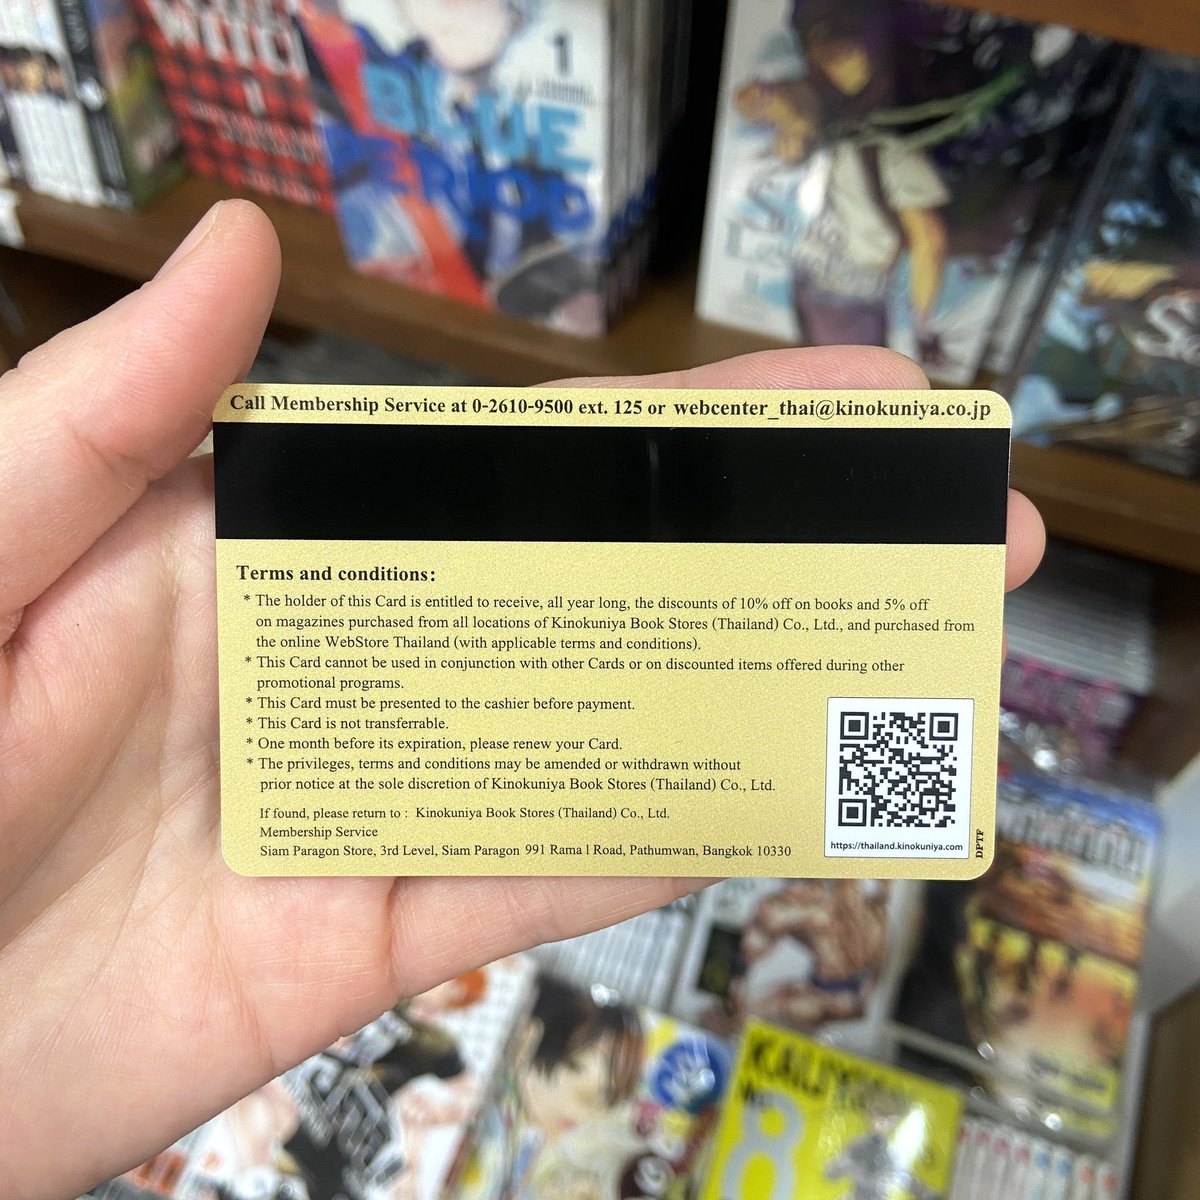 WITCH
1
1
BLUE
PERIOD
Call Membership Service at 0-2610-9500 ext. 125 or webcenter_thai@kinokuniya.co.jp
Terms and conditions:
* The holder of this Card is entitled to receive, all year long, the discounts of 10% off on books and 5% off
on magazines purchased from all locations of Kinokuniya Book Stores (Thailand) Co., Ltd., and purchased from
the online WebStore Thailand (with applicable terms and conditions).
* This Card cannot be used in conjunction with other Cards or on discounted items offered during other
promotional programs.
* This Card must be presented to the cashier before payment.
* This Card is not transferrable.
* One month before its expiration, please renew your Card.
* The privileges, terms and conditions may be amended or withdrawn without
prior notice at the sole discretion of Kinokuniya Book Stores (Thailand) Co., Ltd.
If found, please return to : Kinokuniya Book Stores (Thailand) Co., Ltd.
Membership Service
Siam Paragon Store, 3rd Level, Siam Paragon 991 Rama 1 Road, Pathumwan, Bangkok 10330
https://thailand.kinokuniya.com
DPTF
2
8